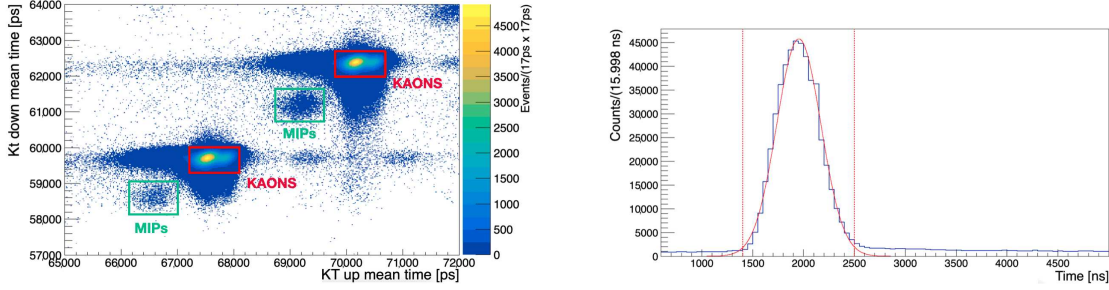 Kt down mean time [ps]
64000
63000
62000
61000
60000
59000
58000
57000
KAONS
MIPs
KAONS
MIPs
65000 66000 67000 68000 69000 70000 71000 72000
KT up mean time [ps]
4500
4000
3500
3000
2500
2000
1500
1000
500
0
Events/(17ps x 17ps)
Counts/(15.998 ns)
45000
40000
35000
30000
25000
20000
15000
10000
5000
0
1000 1500 2000 2500 3000 3500 4000 4500
Time [ns]